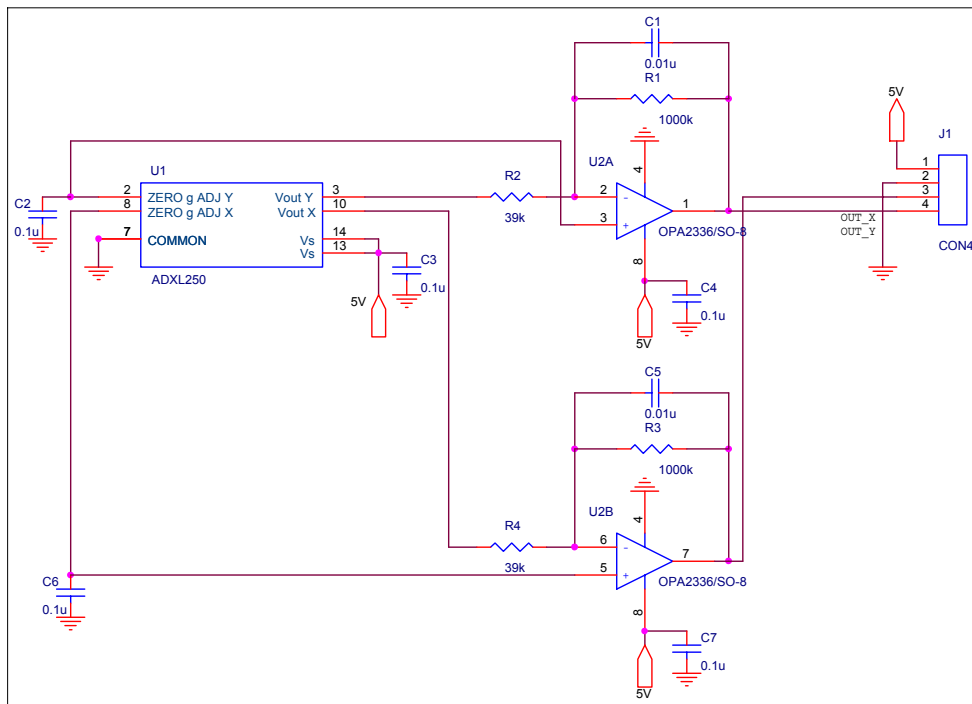 C1
0.01u
R1
1000k
5V
J1
U1
U2A
4
1
2
3
4
C2
0.1u
2
8
7
ZERO g ADJ Y
ZERO g ADJ X
COMMON
Vout Y
Vout X
Vs
Vs
3
10
14
13
R2
39k
2
3
-
+
1
OPA2336/SO-8
OUT_X
OUT_Y
CON4
ADXL250
C3
0.1u
5V
8
C4
0.1u
5V
C5
0.01u
R3
1000k
U2B
4
R4
39k
6
5
-
+
7
OPA2336/SO-8
C6
0.1u
8
C7
0.1u
5V